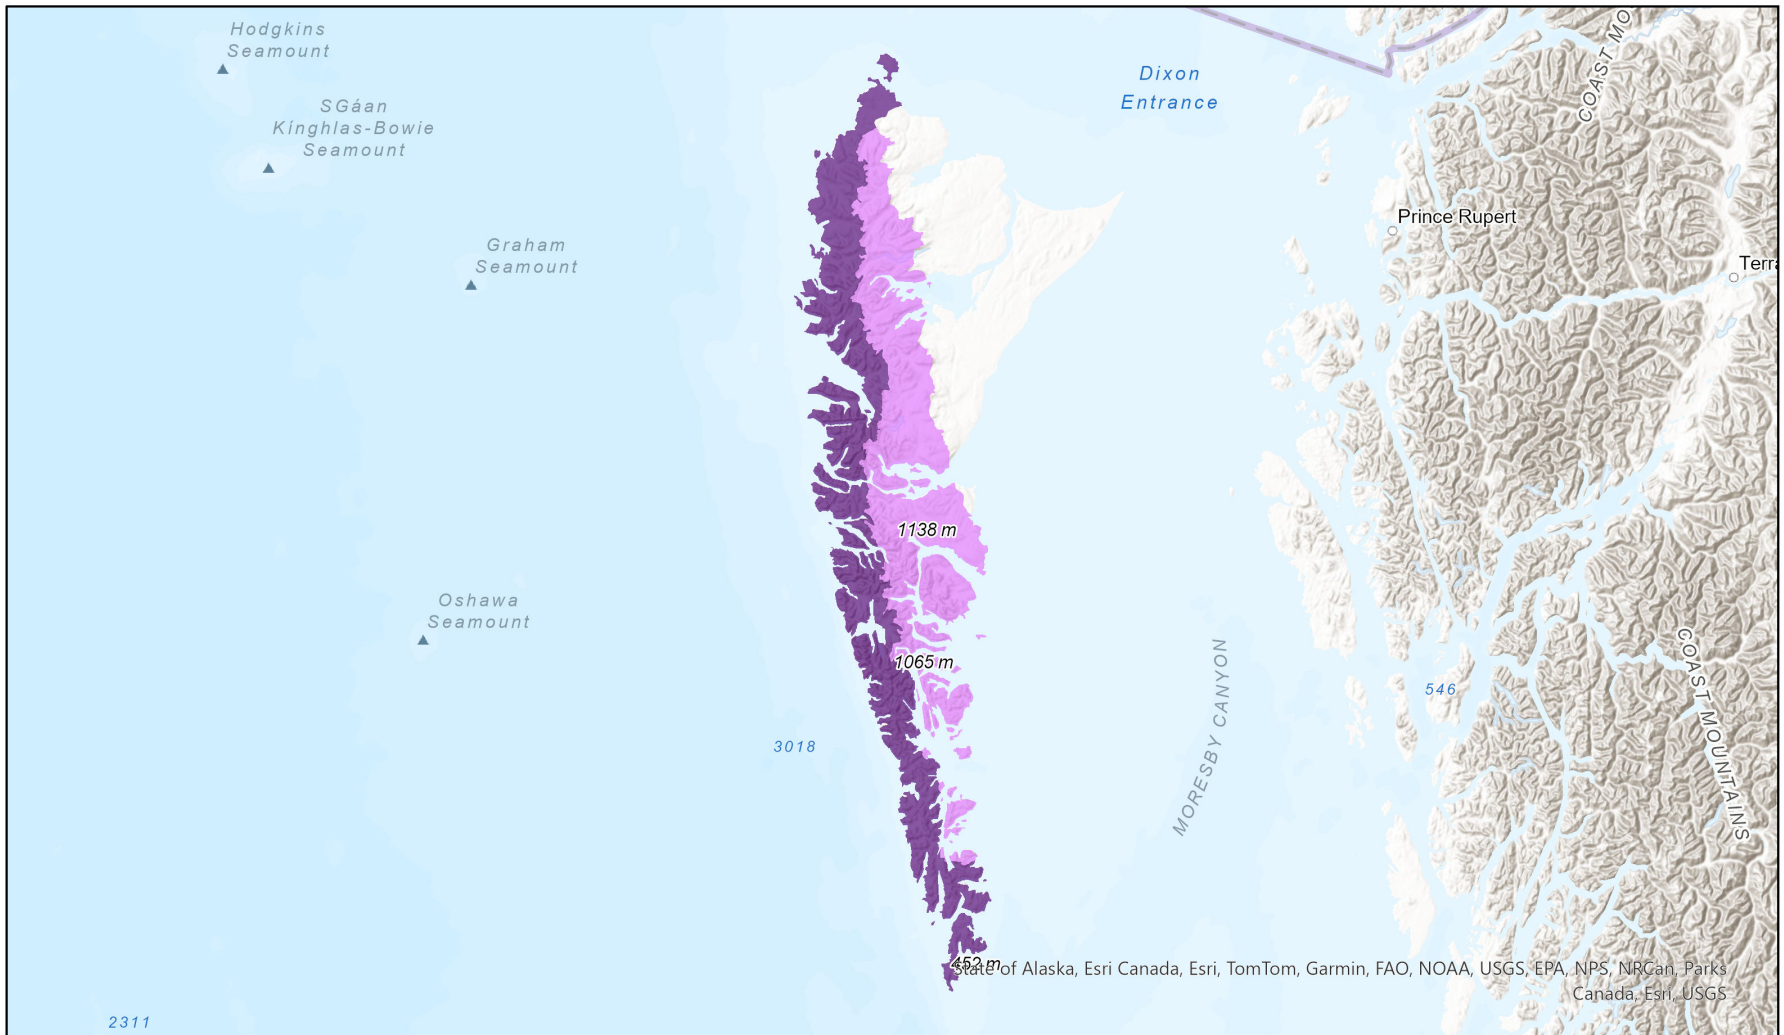 Hodgkins
Seamount
SGáan
Kínghlas-Bowie
Seamount
Dixon
Entrance
COAST MO
Prince Rupert
Graham
Seamount
Terra
1138 m
Oshawa
Seamount
1065 m
546
3018
MORESBY CANYON
COAST MOUNTAINS
452 m
State of Alaska, Esri Canada, Esri, TomTom, Garmin, FAO, NOAA, USGS, EPA, NPS, NRCan, Parks
Canada, Esri, USGS
2311